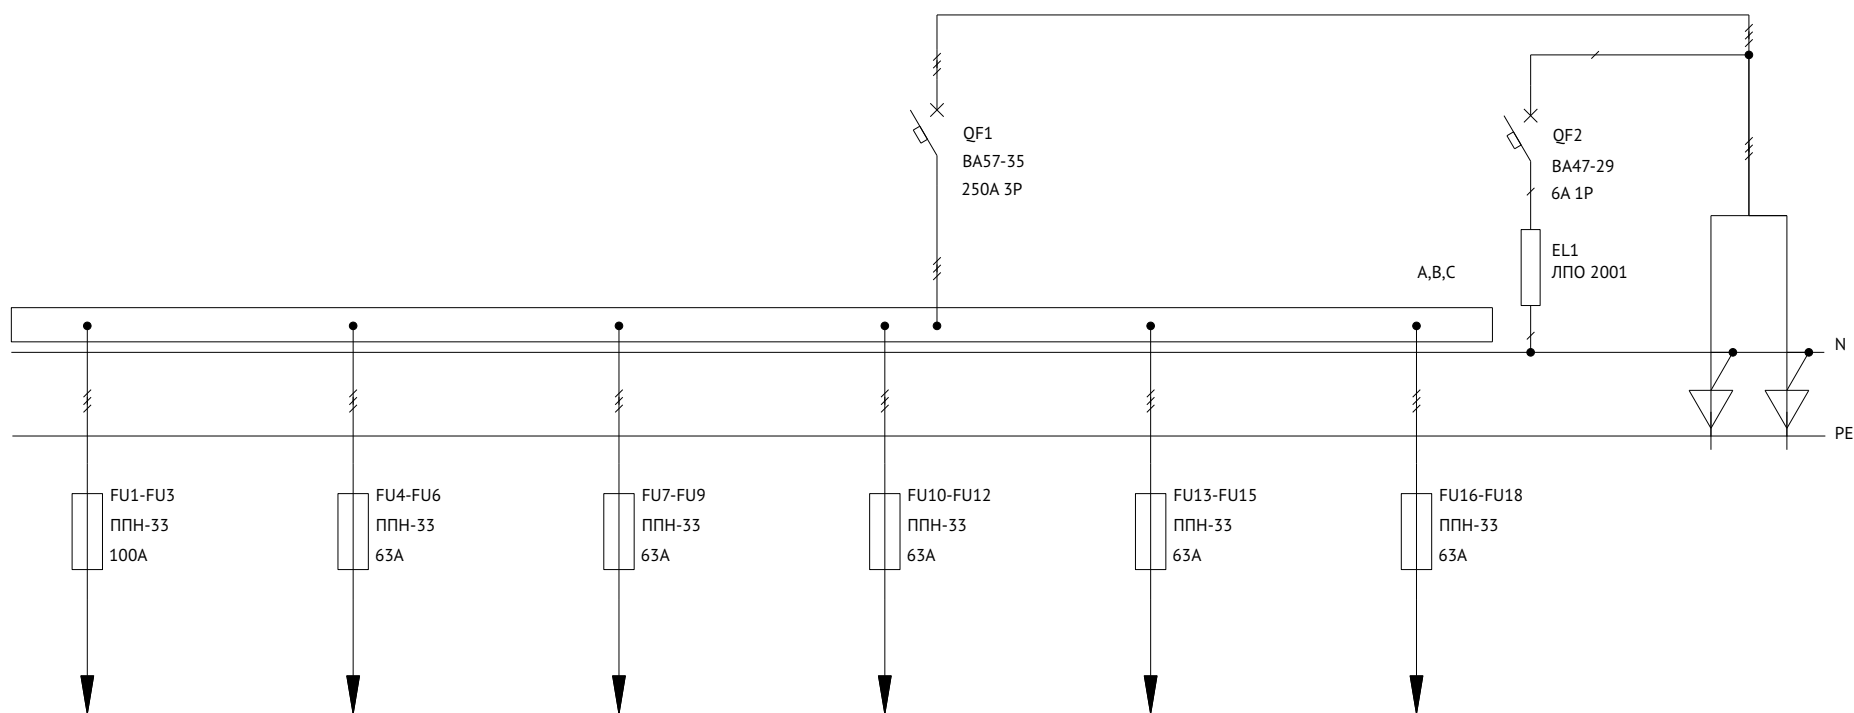 QF1
ВА57-35
250А 3Р
QF2
ВА47-29
6А 1Р
EL1
ЛПО 2001
A,B,C
N
PE
FU1-FU3
ППН-33
100А
FU4-FU6
ППН-33
63А
FU7-FU9
ППН-33
63А
FU10-FU12
ППН-33
63А
FU13-FU15
ППН-33
63А
FU16-FU18
ППН-33
63А